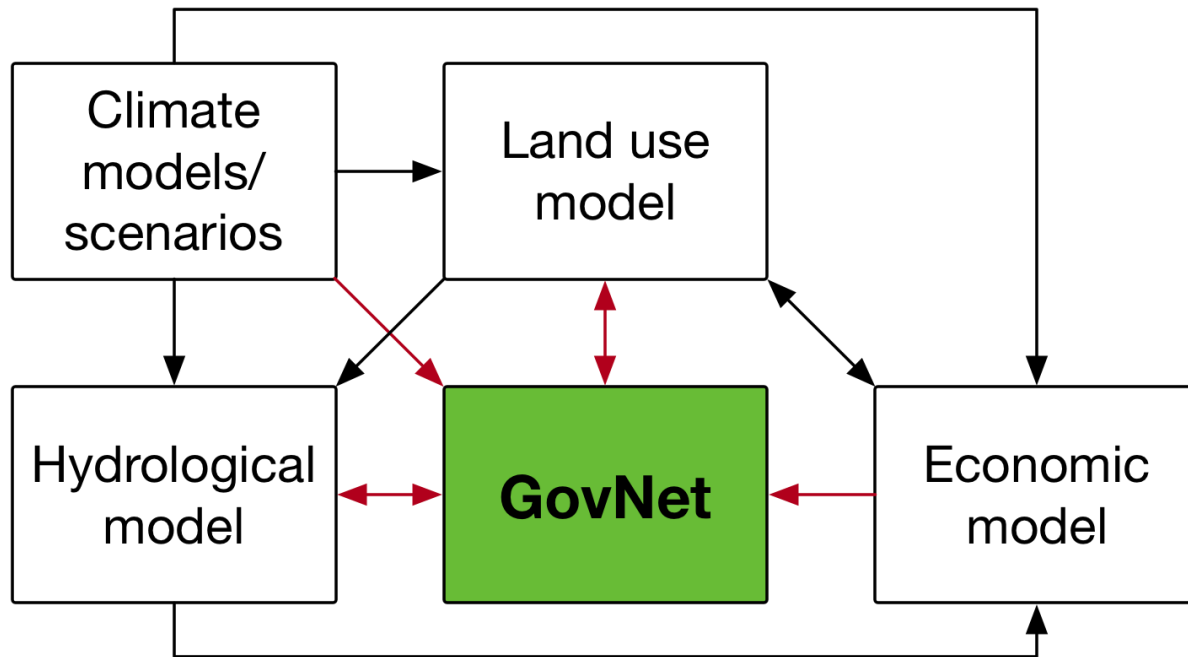 Climate
models/
scenarios
Land use
model
Hydrological
model
GovNet
Economic
model